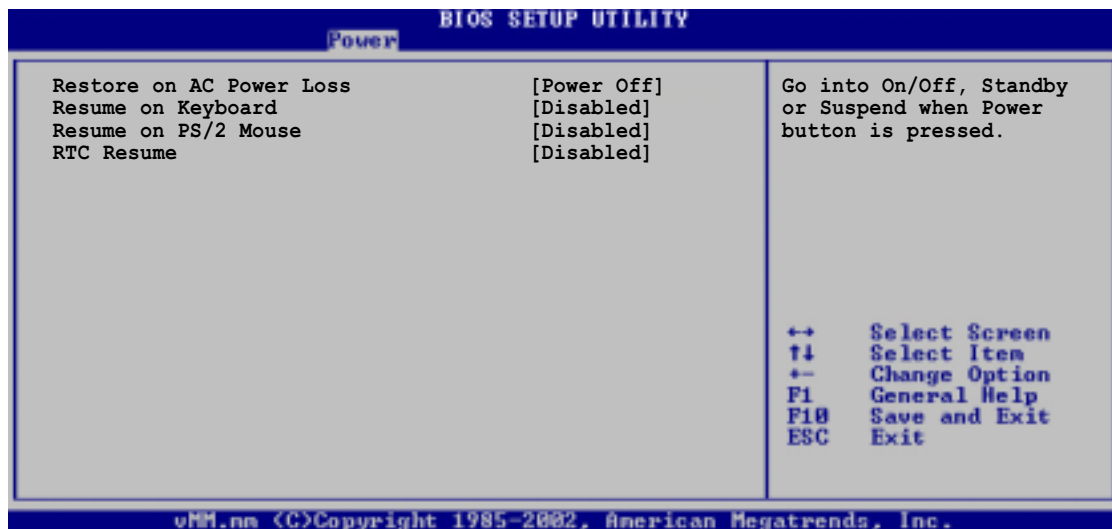 BIOS SETUP UTILITY
Power
Restore on AC Power Loss [Power Off]
Resume on Keyboard [Disabled]
Resume on PS/2 Mouse [Disabled]
RTC Resume [Disabled]
Go into On/Off, Standby
or Suspend when Power
button is pressed.
←→ Select Screen
↑↓ Select Item
+- Change Option
F1 General Help
F10 Save and Exit
ESC Exit
vMM.nm (C)Copyright 1985-2002, American Megatrends, Inc.